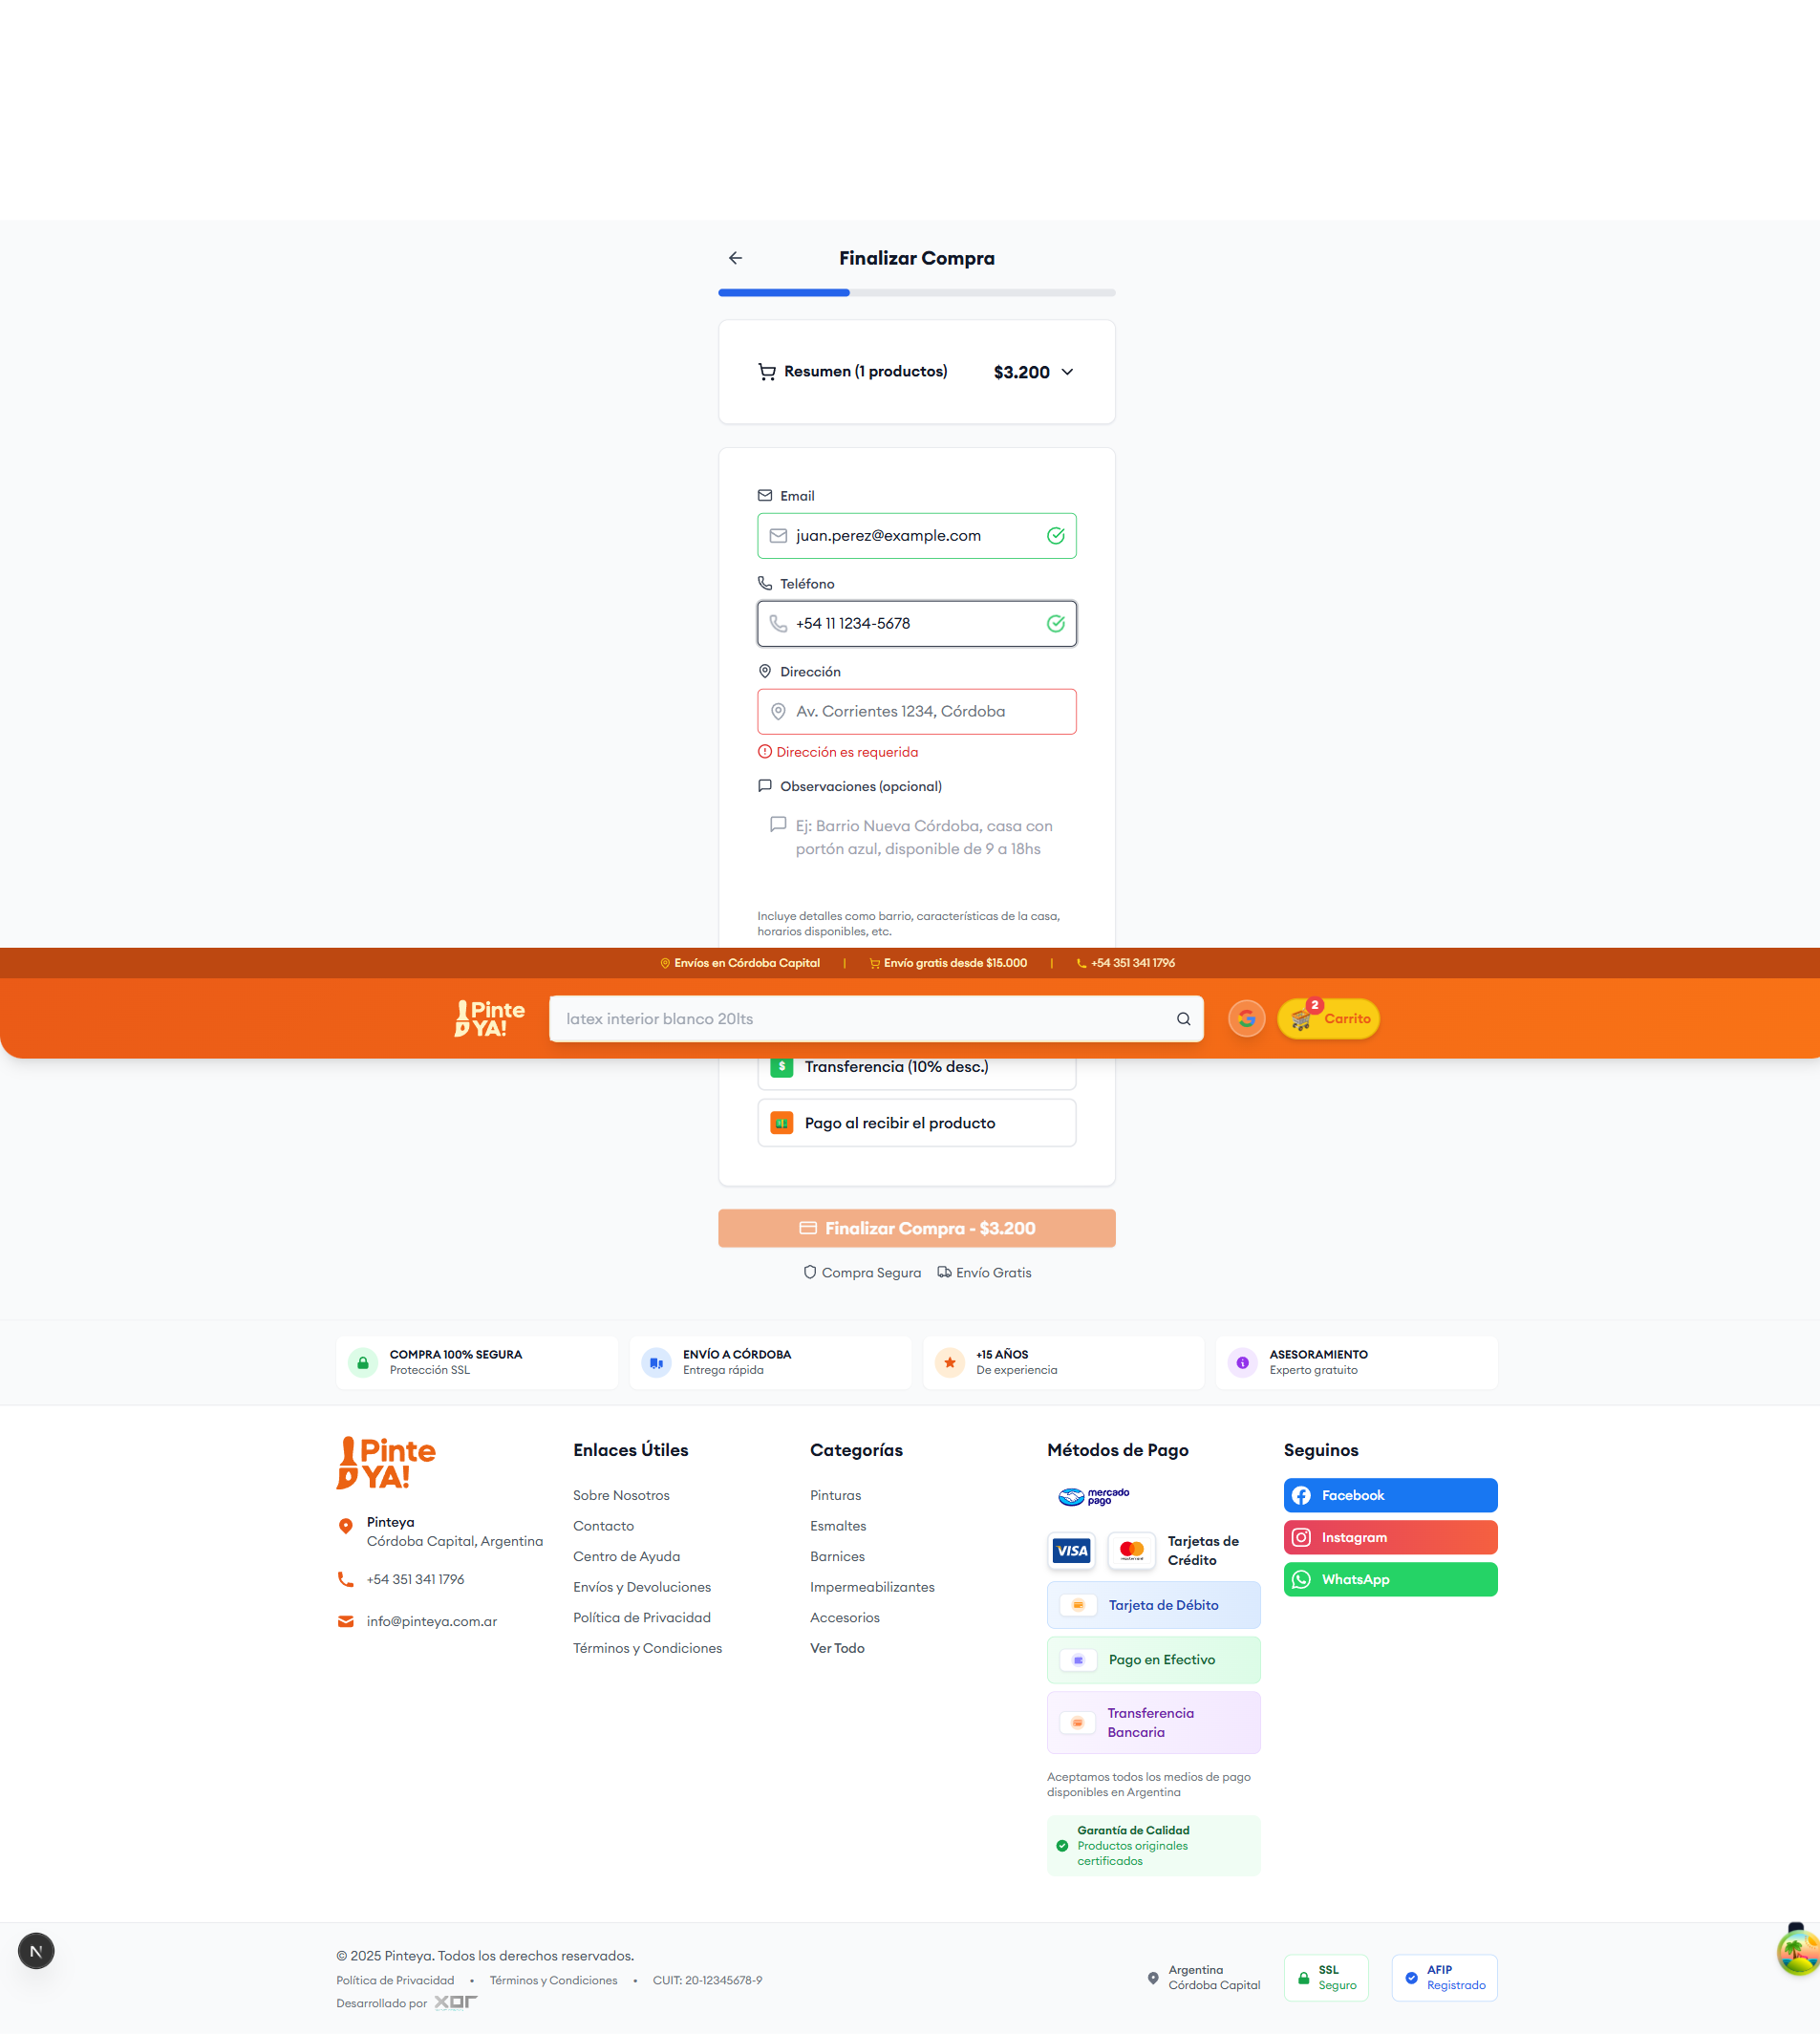 Finalizar Compra
Resumen (1 productos) $3.200
Email
juan.perez@example.com
Teléfono
+54 11 1234-5678
Dirección
Av. Corrientes 1234, Córdoba
Dirección es requerida
Observaciones (opcional)
Ej: Barrio Nueva Córdoba, casa con
portón azul, disponible de 9 a 18hs
Incluye detalles como barrio, características de la casa,
horarios disponibles, etc.
Envíos en Córdoba Capital | Envío gratis desde $15.000 | +54 351 341 1796
Pinte
YA!
latex interior blanco 20lts
2
Carrito
$ Transferencia (10% desc.)
Pago al recibir el producto
Finalizar Compra - $3.200
Compra Segura Envío Gratis
COMPRA 100% SEGURA
Protección SSL
ENVÍO A CÓRDOBA
Entrega rápida
+15 AÑOS
De experiencia
ASESORAMIENTO
Experto gratuito
Pinte
YA!
Pinteya
Córdoba Capital, Argentina
+54 351 341 1796
info@pinteya.com.ar
Enlaces Útiles
Sobre Nosotros
Contacto
Centro de Ayuda
Envíos y Devoluciones
Política de Privacidad
Términos y Condiciones
Categorías
Pinturas
Esmaltes
Barnices
Impermeabilizantes
Accesorios
Ver Todo
Métodos de Pago
mercado
pago
VISA
mastercard
Tarjetas de
Crédito
Tarjeta de Débito
Pago en Efectivo
Transferencia
Bancaria
Aceptamos todos los medios de pago
disponibles en Argentina
Garantía de Calidad
Productos originales
certificados
Seguinos
Facebook
Instagram
WhatsApp
N
© 2025 Pinteya. Todos los derechos reservados.
Política de Privacidad • Términos y Condiciones • CUIT: 20-12345678-9
Desarrollado por XOR
Argentina
Córdoba Capital
SSL
Seguro
AFIP
Registrado